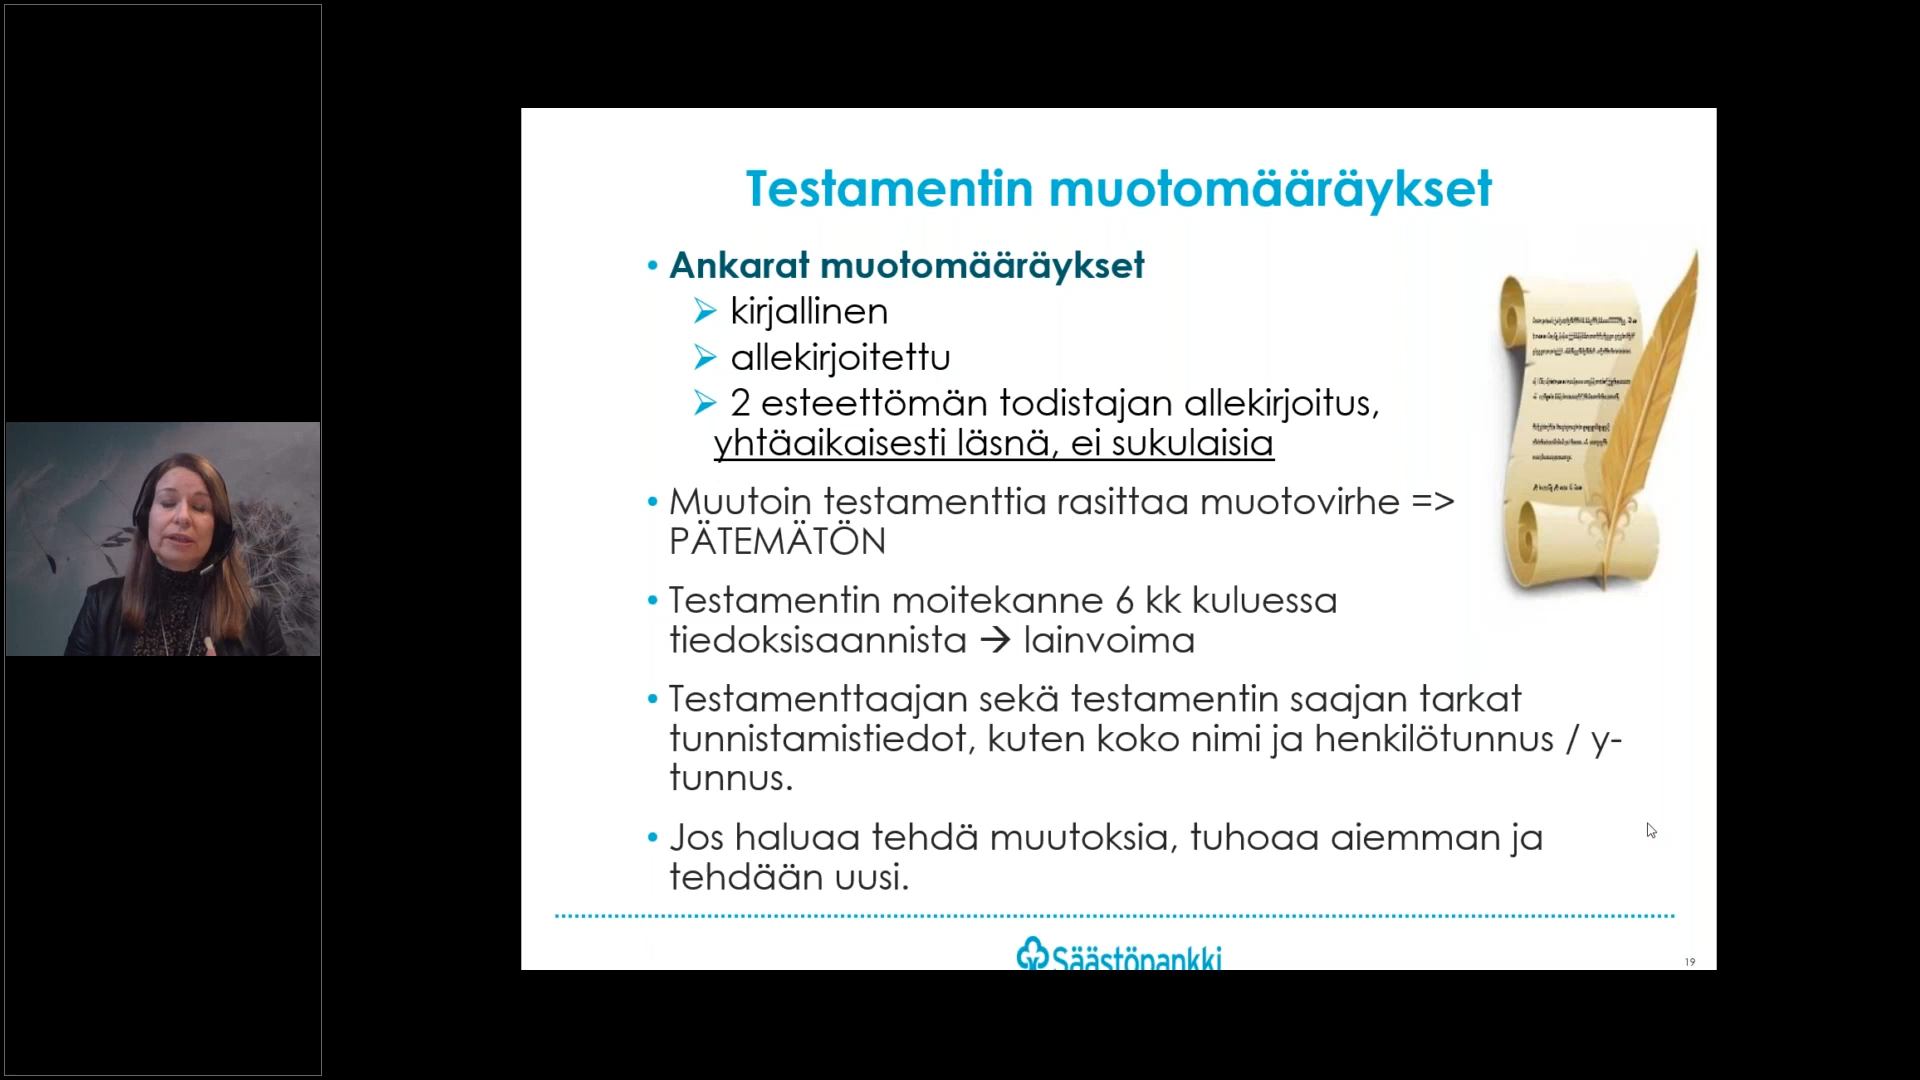 Testamentin muotomääräykset
• Ankarat muotomääräykset
➢ kirjallinen
➢ allekirjoitettu
➢ 2 esteettömän todistajan allekirjoitus,
yhtäaikaisesti läsnä, ei sukulaisia
• Muutoin testamenttia rasittaa muotovirhe =>
PÄTEMÄTÖN
• Testamentin moitekanne 6 kk kuluessa
tiedoksisaannista → lainvoima
• Testamenttaajan sekä testamentin saajan tarkat
tunnistamistiedot, kuten koko nimi ja henkilötunnus / y-
tunnus.
• Jos haluaa tehdä muutoksia, tuhoaa aiemman ja
tehdään uusi.
Säästöpankki
19